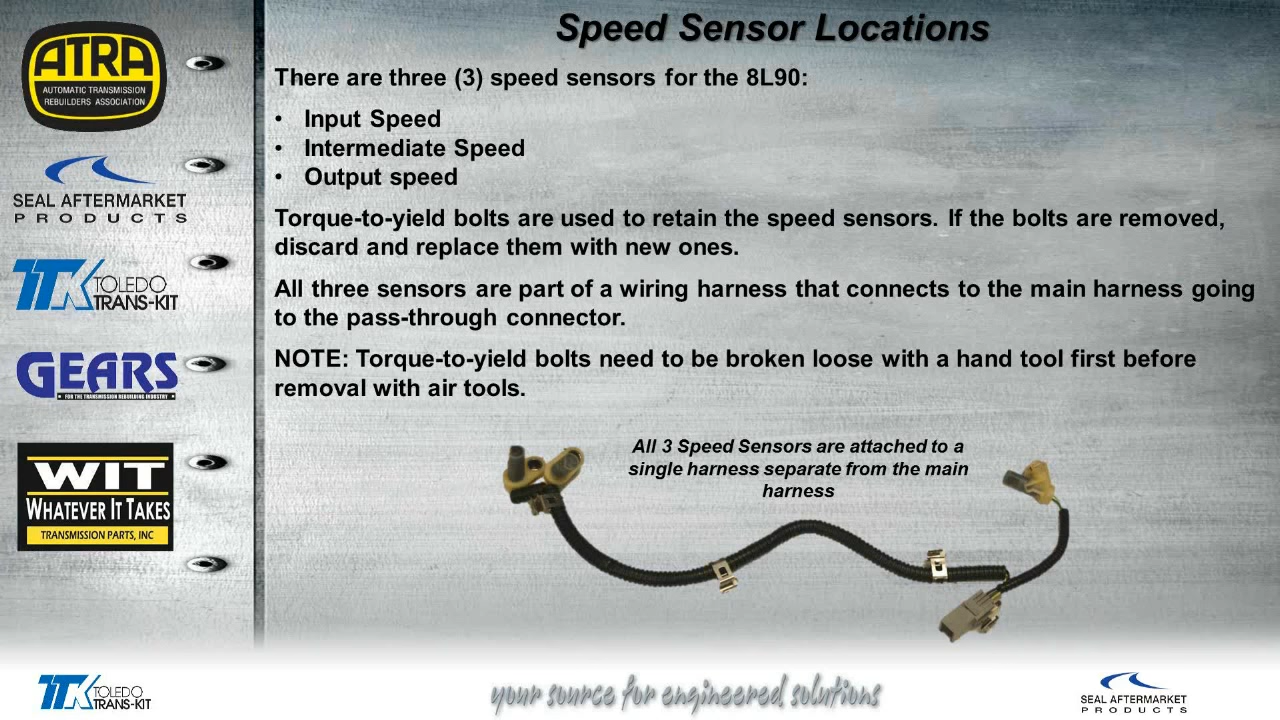 Speed Sensor Locations
ATRA
AUTOMATIC TRANSMISSION
REBUILDERS ASSOCIATION
SEAL AFTERMARKET
PRODUCTS
TTK TOLEDO
TRANS-KIT
GEARS
FOR THE TRANSMISSION REBUILDING INDUSTRY
WIT
WHATEVER IT TAKES
TRANSMISSION PARTS, INC
There are three (3) speed sensors for the 8L90:
• Input Speed
• Intermediate Speed
• Output speed
Torque-to-yield bolts are used to retain the speed sensors. If the bolts are removed,
discard and replace them with new ones.
All three sensors are part of a wiring harness that connects to the main harness going
to the pass-through connector.
NOTE: Torque-to-yield bolts need to be broken loose with a hand tool first before
removal with air tools.
All 3 Speed Sensors are attached to a
single harness separate from the main
harness
TTK TOLEDO
TRANS-KIT
your source for engineered solutions
SEAL AFTERMARKET
PRODUCTS